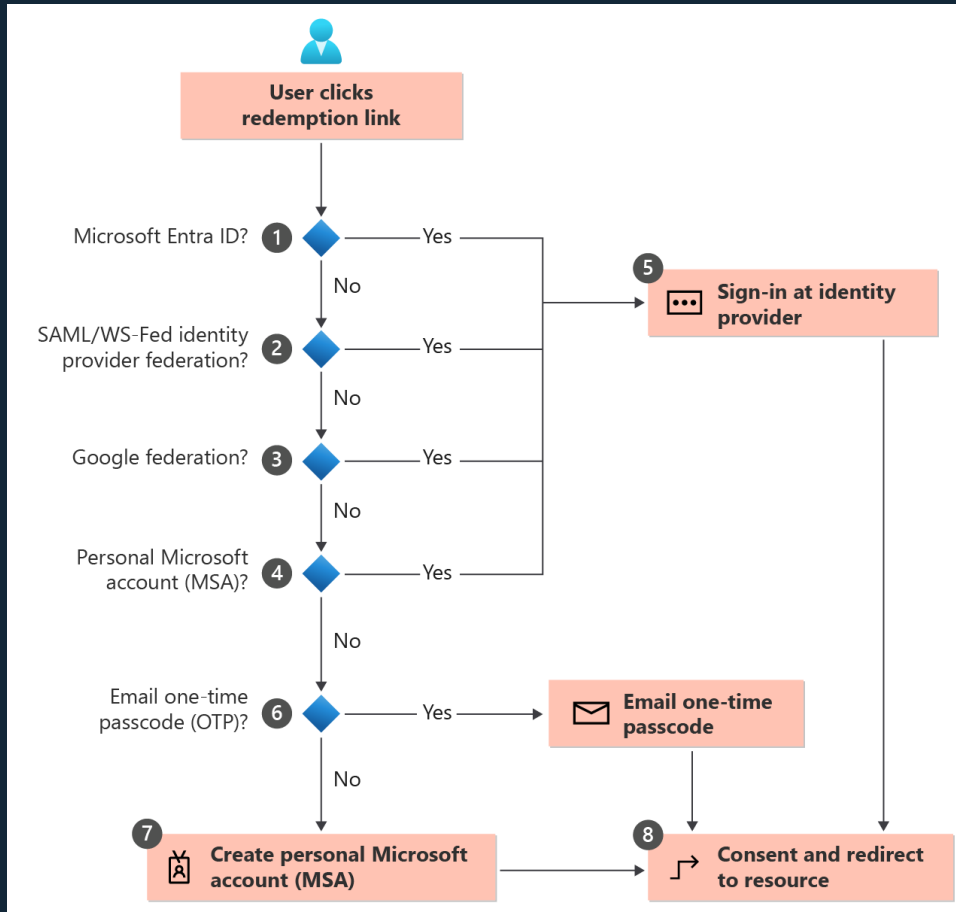 User clicks
redemption link
Microsoft Entra ID?
1
Yes
No
5
Sign-in at identity
provider
SAML/WS-Fed identity
provider federation?
2
Yes
No
Google federation?
3
Yes
No
Personal Microsoft
account (MSA)?
4
Yes
No
Email one-time
passcode (OTP)?
6
Yes
Email one-time
passcode
No
7
Create personal Microsoft
account (MSA)
8
Consent and redirect
to resource